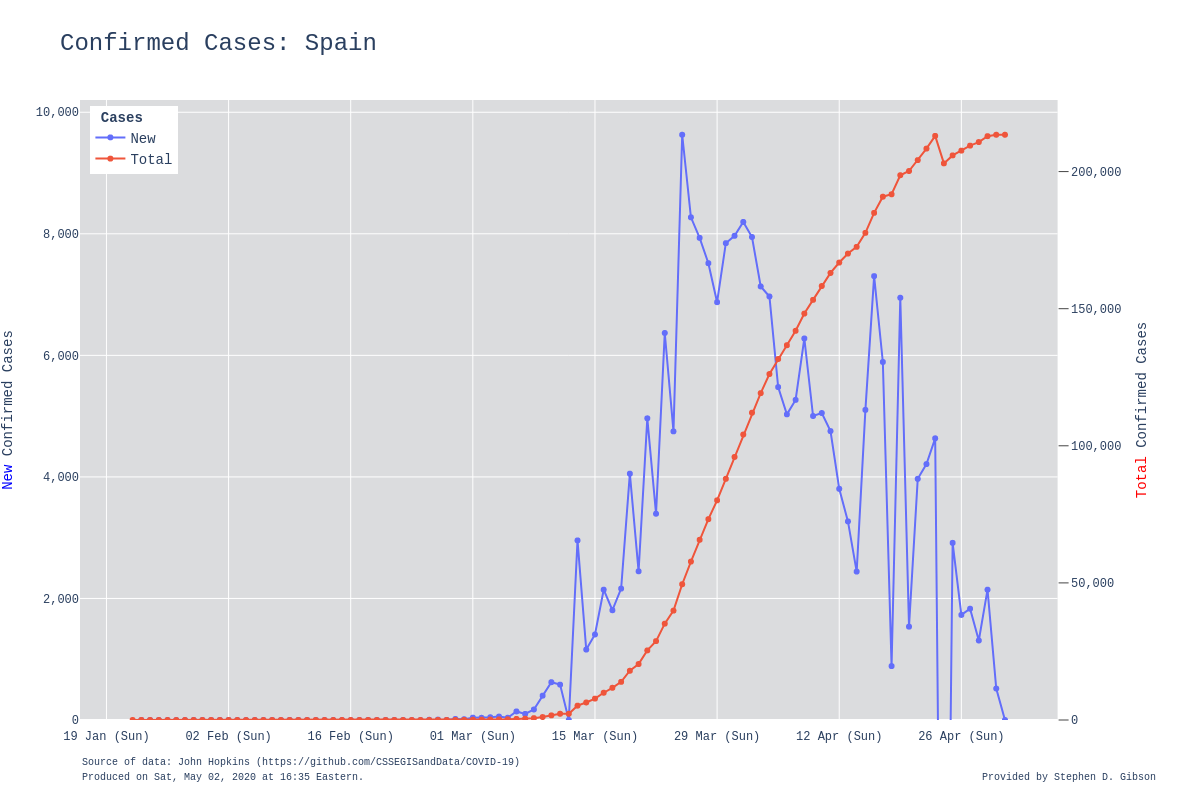 Confirmed Cases: Spain
Cases
New
Total
10,000
8,000
6,000
4,000
2,000
0
200,000
150,000
100,000
50,000
0
New Confirmed Cases
Total Confirmed Cases
19 Jan (Sun) 02 Feb (Sun) 16 Feb (Sun) 01 Mar (Sun) 15 Mar (Sun) 29 Mar (Sun) 12 Apr (Sun) 26 Apr (Sun)
Source of data: John Hopkins (https://github.com/CSSEGISandData/COVID-19)
Produced on Sat, May 02, 2020 at 16:35 Eastern.
Provided by Stephen D. Gibson